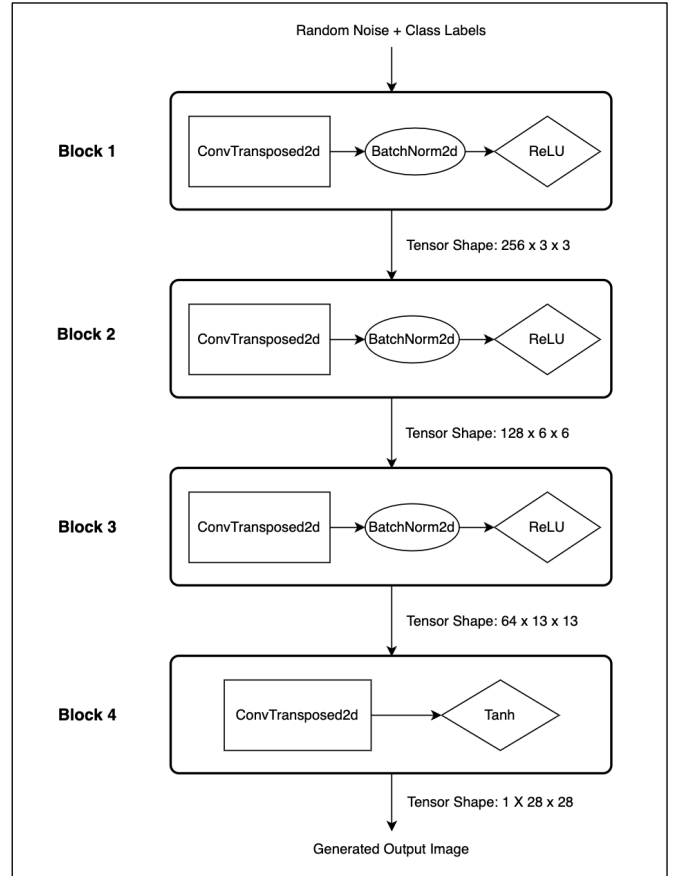 Random Noise + Class Labels
Block 1
ConvTransposed2d
BatchNorm2d
ReLU
Tensor Shape: 256 x 3 x 3
Block 2
ConvTransposed2d
BatchNorm2d
ReLU
Tensor Shape: 128 x 6 x 6
Block 3
ConvTransposed2d
BatchNorm2d
ReLU
Tensor Shape: 64 x 13 x 13
Block 4
ConvTransposed2d
Tanh
Tensor Shape: 1 X 28 x 28
Generated Output Image